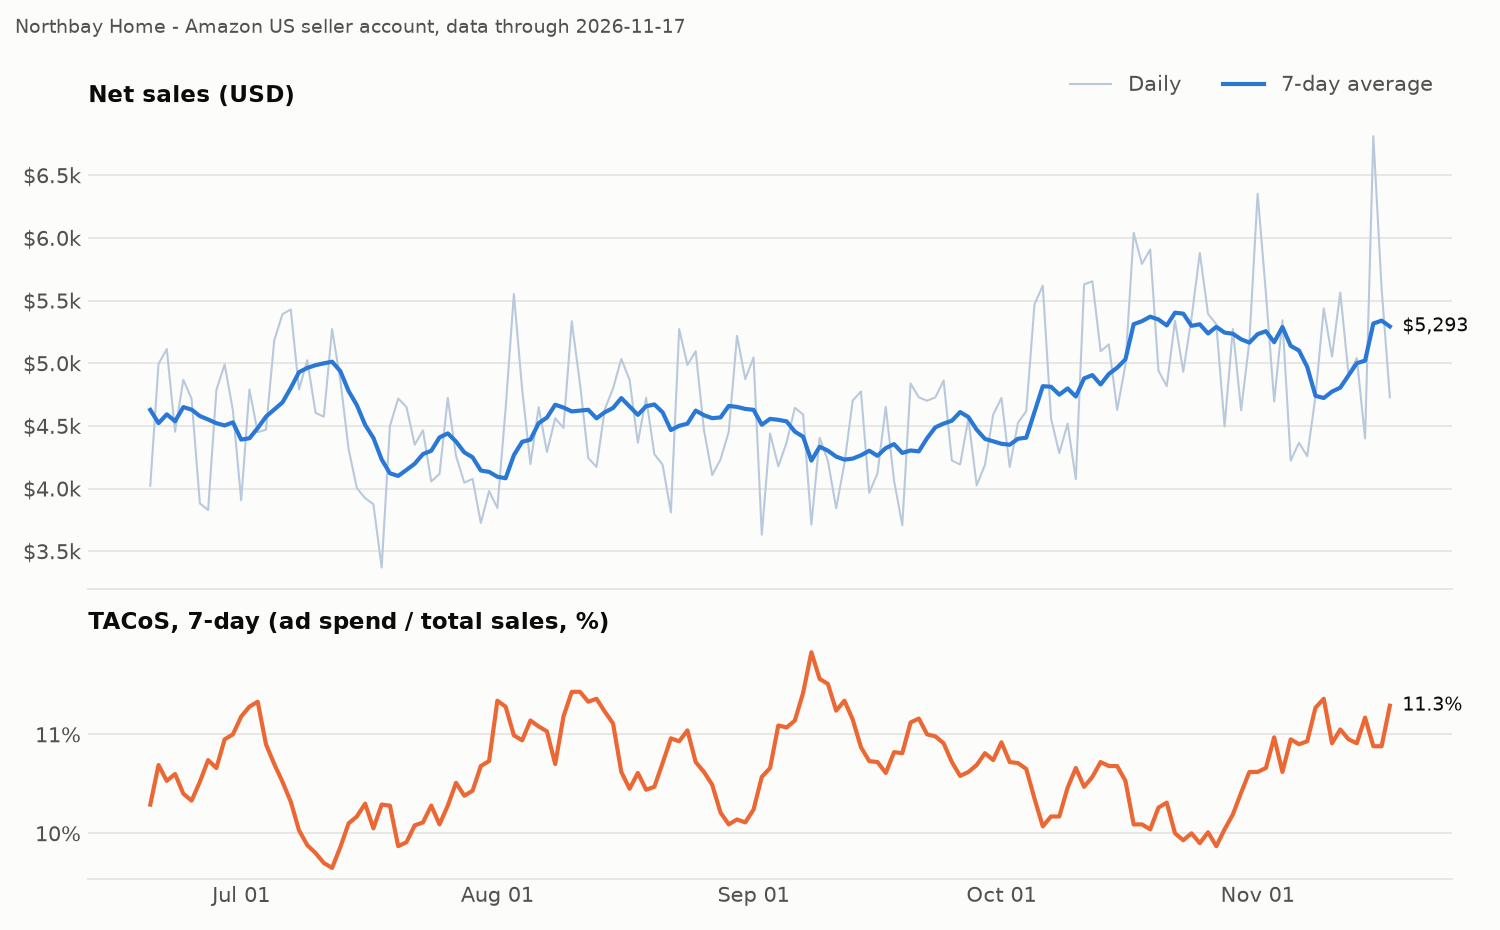 Northbay Home - Amazon US seller account, data through 2026-11-17
Net sales (USD)
Daily
7-day average
$6.5k
$6.0k
$5.5k
$5.0k
$4.5k
$4.0k
$3.5k
$5,293
TACoS, 7-day (ad spend / total sales, %)
11%
10%
11.3%
Jul 01
Aug 01
Sep 01
Oct 01
Nov 01